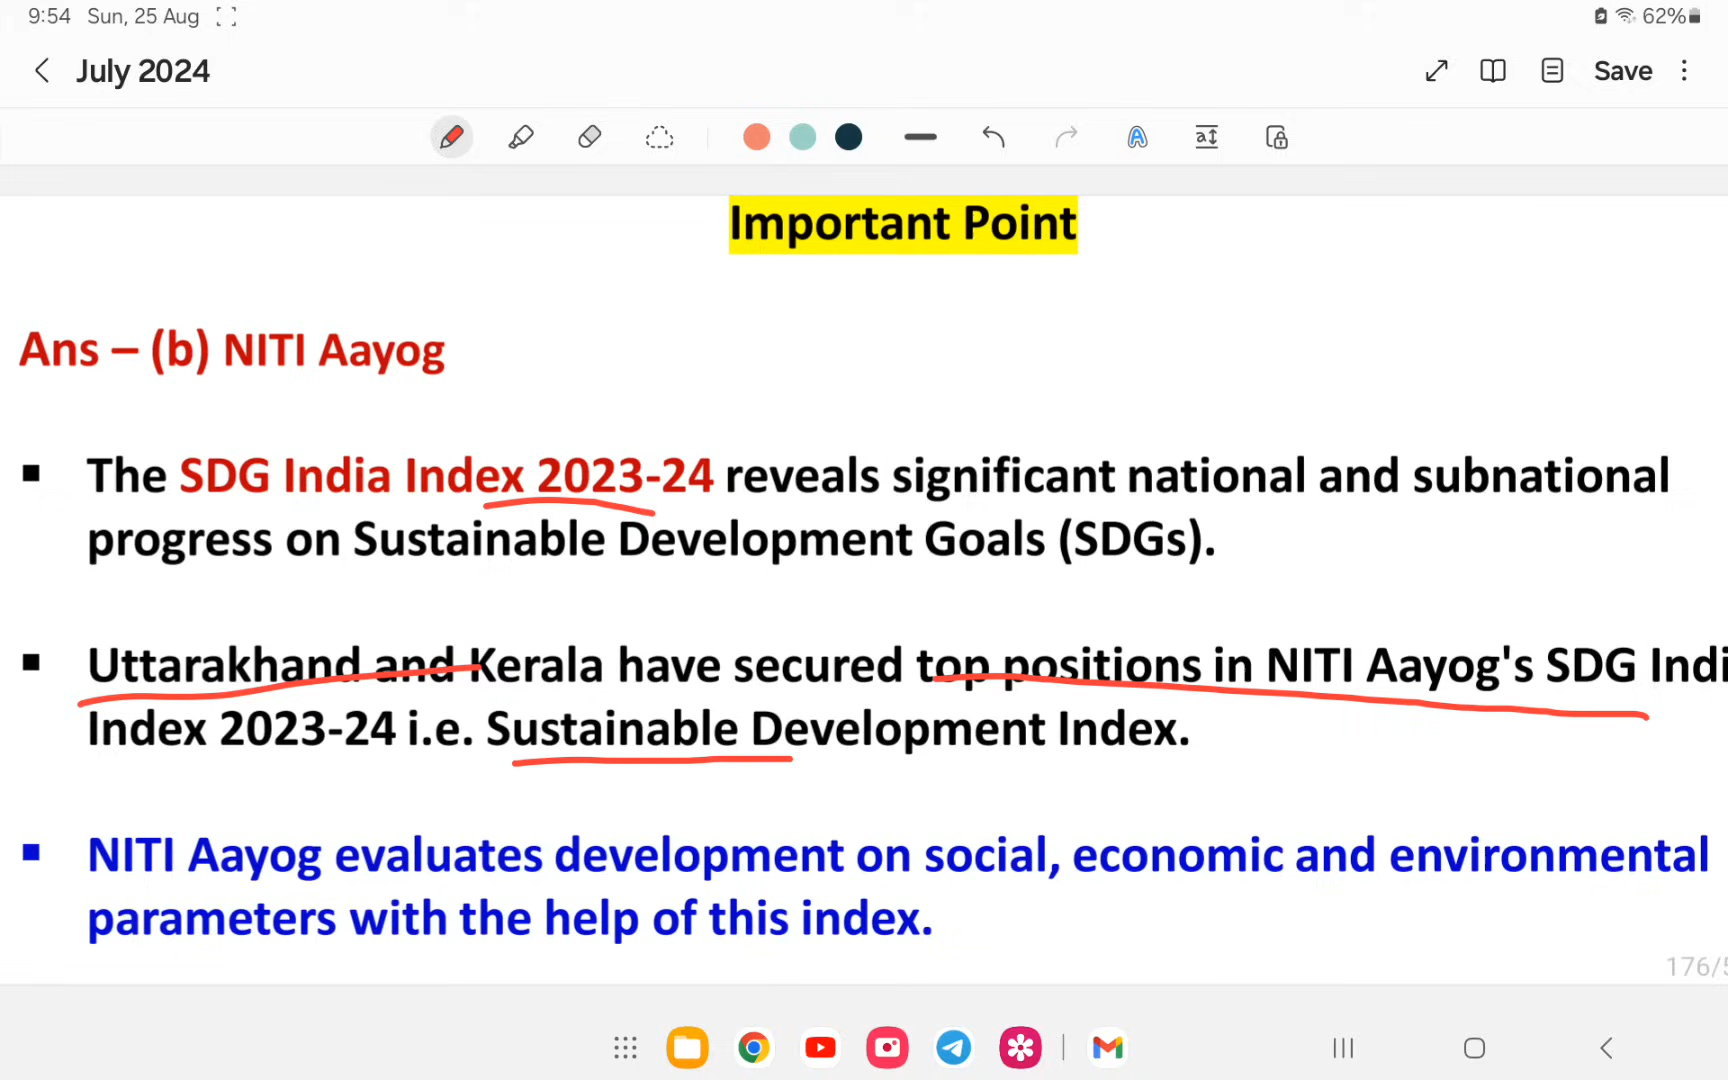 9:54 Sun, 25 Aug 62%
July 2024 Save
Important Point
Ans – (b) NITI Aayog
▪ The SDG India Index 2023-24 reveals significant national and subnational
progress on Sustainable Development Goals (SDGs).
▪ Uttarakhand and Kerala have secured top positions in NITI Aayog's SDG Indi
Index 2023-24 i.e. Sustainable Development Index.
▪ NITI Aayog evaluates development on social, economic and environmental
parameters with the help of this index.
176/5